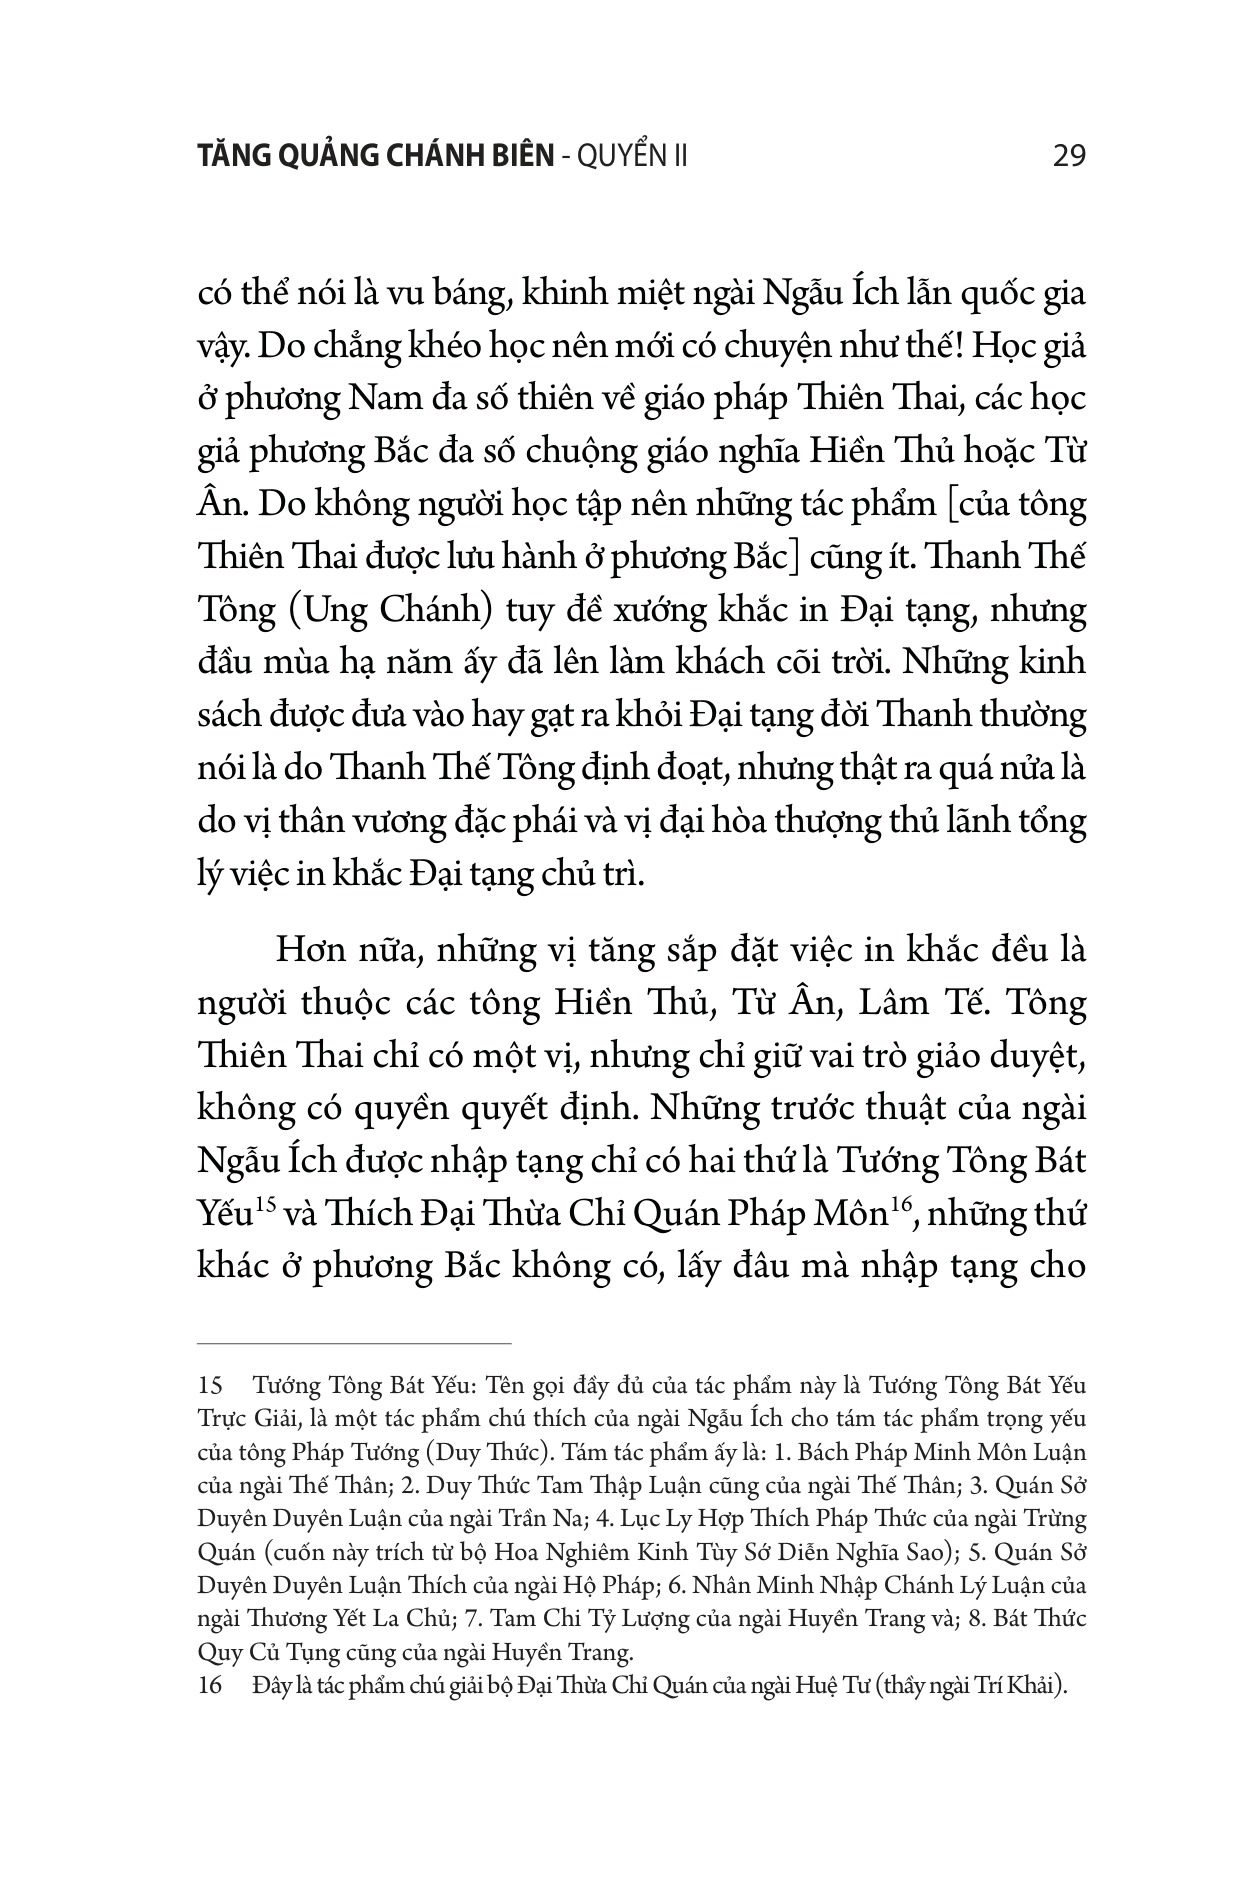 TĂNG QUẢNG CHÁNH BIÊN - QUYỂN II 29
có thể nói là vu báng, khinh miệt ngài Ngẫu Ích lẫn quốc gia
vậy. Do chẳng khéo học nên mới có chuyện như thế! Học giả
ở phương Nam đa số thiên về giáo pháp Thiên Thai, các học
giả phương Bắc đa số chuộng giáo nghĩa Hiền Thủ hoặc Từ
Ân. Do không người học tập nên những tác phẩm [của tông
Thiên Thai được lưu hành ở phương Bắc] cũng ít. Thanh Thế
Tông (Ung Chánh) tuy đề xướng khắc in Đại tạng, nhưng
đầu mùa hạ năm ấy đã lên làm khách cõi trời. Những kinh
sách được đưa vào hay gạt ra khỏi Đại tạng đời Thanh thường
nói là do Thanh Thế Tông định đoạt, nhưng thật ra quá nửa là
do vị thân vương đặc phái và vị đại hòa thượng thủ lãnh tổng
lý việc in khắc Đại tạng chủ trì.
Hơn nữa, những vị tăng sắp đặt việc in khắc đều là
người thuộc các tông Hiền Thủ, Từ Ân, Lâm Tế. Tông
Thiên Thai chỉ có một vị, nhưng chỉ giữ vai trò giảo duyệt,
không có quyền quyết định. Những trước thuật của ngài
Ngẫu Ích được nhập tạng chỉ có hai thứ là Tướng Tông Bát
Yếu15 và Thích Đại Thừa Chỉ Quán Pháp Môn16, những thứ
khác ở phương Bắc không có, lấy đâu mà nhập tạng cho
15 Tướng Tông Bát Yếu: Tên gọi đầy đủ của tác phẩm này là Tướng Tông Bát Yếu
Trực Giải, là một tác phẩm chú thích của ngài Ngẫu Ích cho tám tác phẩm trọng yếu
của tông Pháp Tướng (Duy Thức). Tám tác phẩm ấy là: 1. Bách Pháp Minh Môn Luận
của ngài Thế Thân; 2. Duy Thức Tam Thập Luận cũng của ngài Thế Thân; 3. Quán Sở
Duyên Duyên Luận của ngài Trần Na; 4. Lục Ly Hợp Thích Pháp Thức của ngài Trừng
Quán (cuốn này trích từ bộ Hoa Nghiêm Kinh Tùy Sớ Diễn Nghĩa Sao); 5. Quán Sở
Duyên Duyên Luận Thích của ngài Hộ Pháp; 6. Nhân Minh Nhập Chánh Lý Luận của
ngài Thương Yết La Chủ; 7. Tam Chi Tỷ Lượng của ngài Huyền Trang và; 8. Bát Thức
Quy Củ Tụng cũng của ngài Huyền Trang.
16 Đây là tác phẩm chú giải bộ Đại Thừa Chỉ Quán của ngài Huệ Tư (thầy ngài Trí Khải).